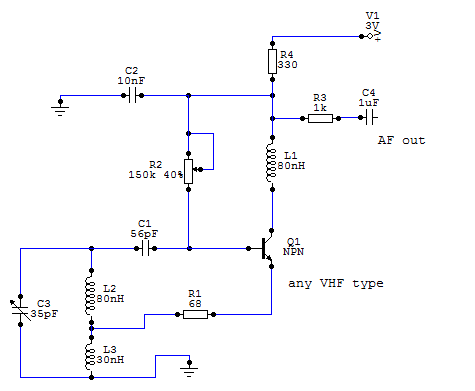 V1
3V
V+
R4
330
C2
10nF
R3
1k
C4
1uF
AF out
L1
80nH
R2
150k 40%
C1
56pF
Q1
NPN
any VHF type
L2
80nH
R1
68
C3
35pF
L3
30nH